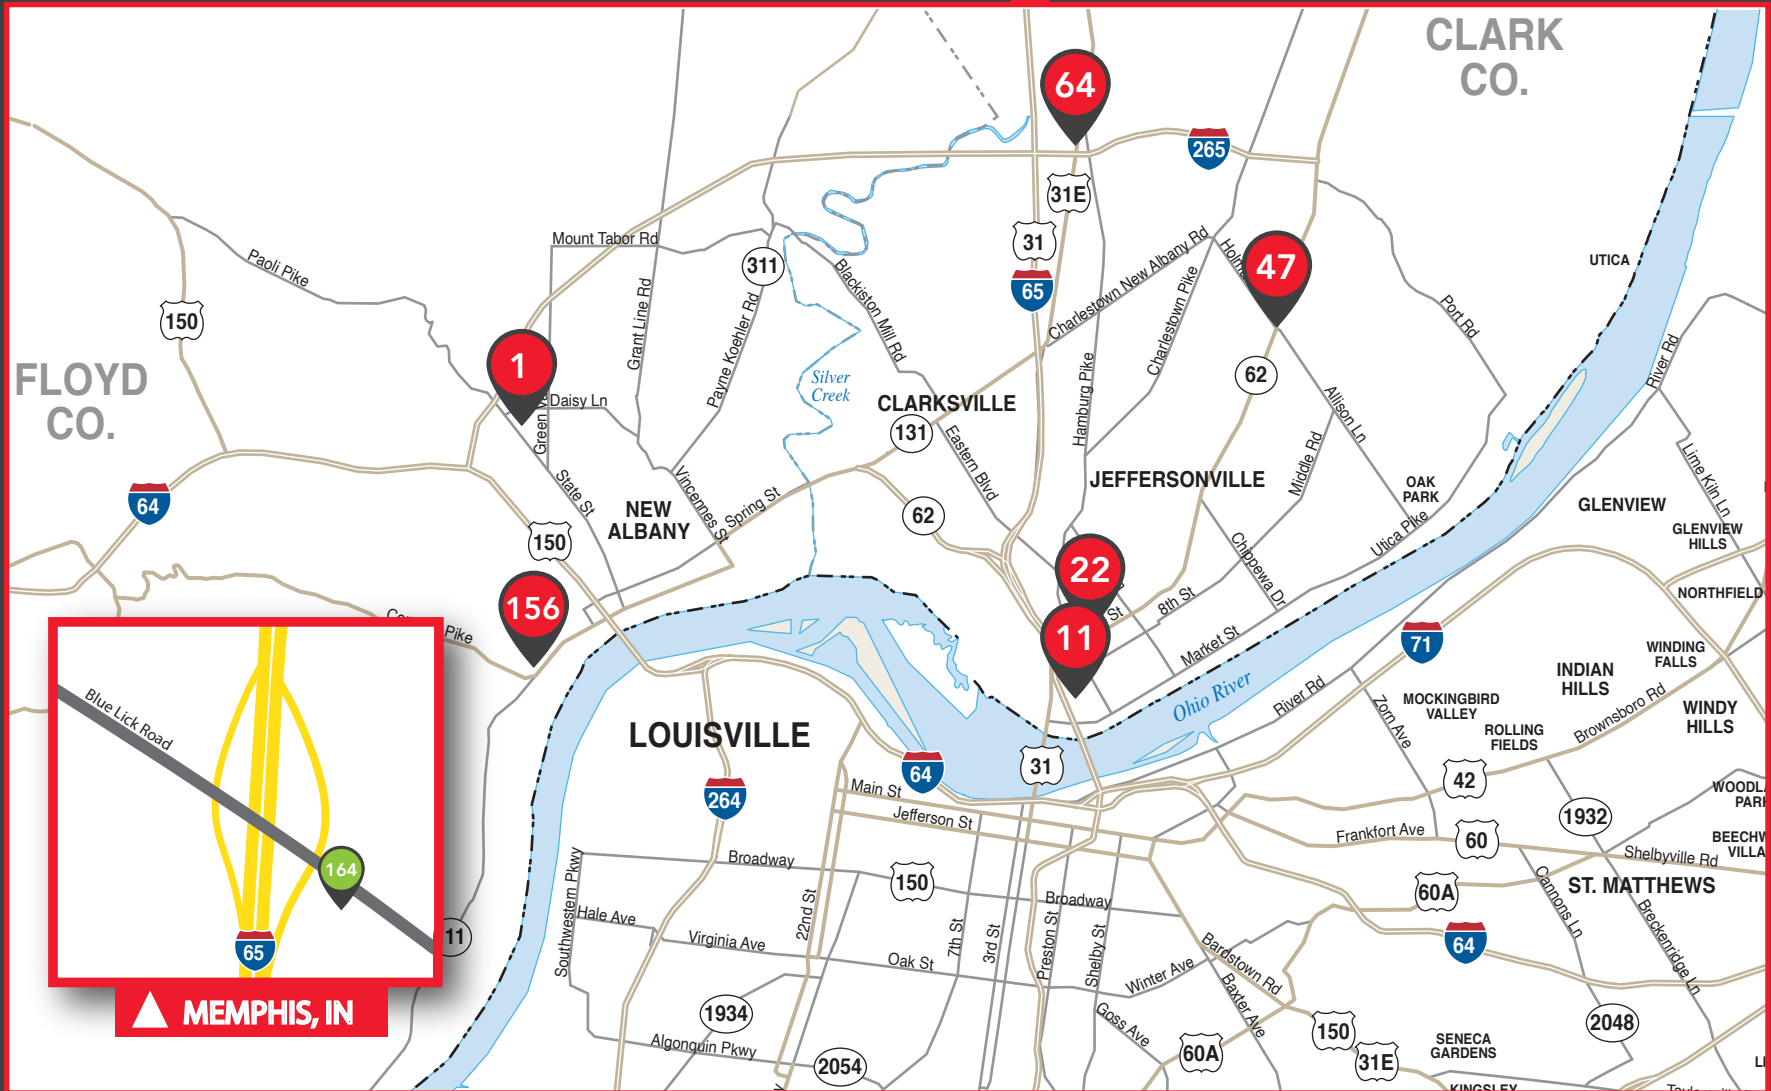 CLARK
CO.
64
265
31E
31
65
Mount Tabor Rd
311
Paoli Pike
150
Blackiston Mill Rd
Charlestown New Albany Rd
47
UTICA
Port Rd
Grant Line Rd
Payne Koehler Rd
Charlestown Pike
River Rd
FLOYD
CO.
1
Daisy Ln
Silver
Creek
CLARKSVILLE
131
Hamburg Pike
62
Allison Ln
Middle Rd
State St
NEW
ALBANY
Vincennes St
Spring St
Eastern Blvd
JEFFERSONVILLE
OAK
PARK
Utica Pike
GLENVIEW
Lime Kiln Ln
GLENVIEW
HILLS
64
150
62
22
11
St
8th St
Chippewa Dr
Market St
NORTHFIELD
156
Pike
71
WINDING
FALLS
INDIAN
HILLS
MOCKINGBIRD
VALLEY
WINDY
HILLS
ROLLING
FIELDS
Brownsboro Rd
Ohio River
River Rd
Zorn Ave
LOUISVILLE
264
64
31
42
Main St
Jefferson St
1932
Frankfort Ave
60
Shelbyville Rd
Broadway
150
Broadway
60A
ST. MATTHEWS
Cannons Ln
Breckenridge Ln
64
Southwestern Pkwy
Hale Ave
Virginia Ave
22nd St
Oak St
7th St
3rd St
Preston St
Shelby St
Winter Ave
Bardstown Rd
Baxter Ave
Goss Ave
1934
Algonquin Pkwy
2054
60A
150
31E
SENECA
GARDENS
2048
KINGSLEY
Blue Lick Road
164
65
11
MEMPHIS, IN